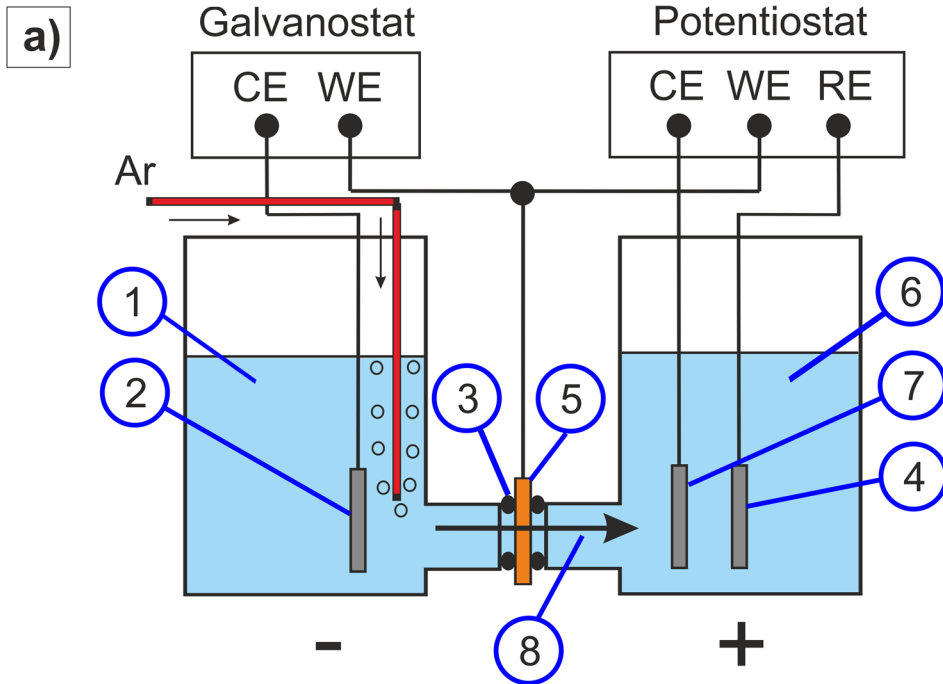 a)
Galvanostat
Potentiostat
CE WE
CE WE RE
Ar
1
2
3
5
6
7
4
8
-
+